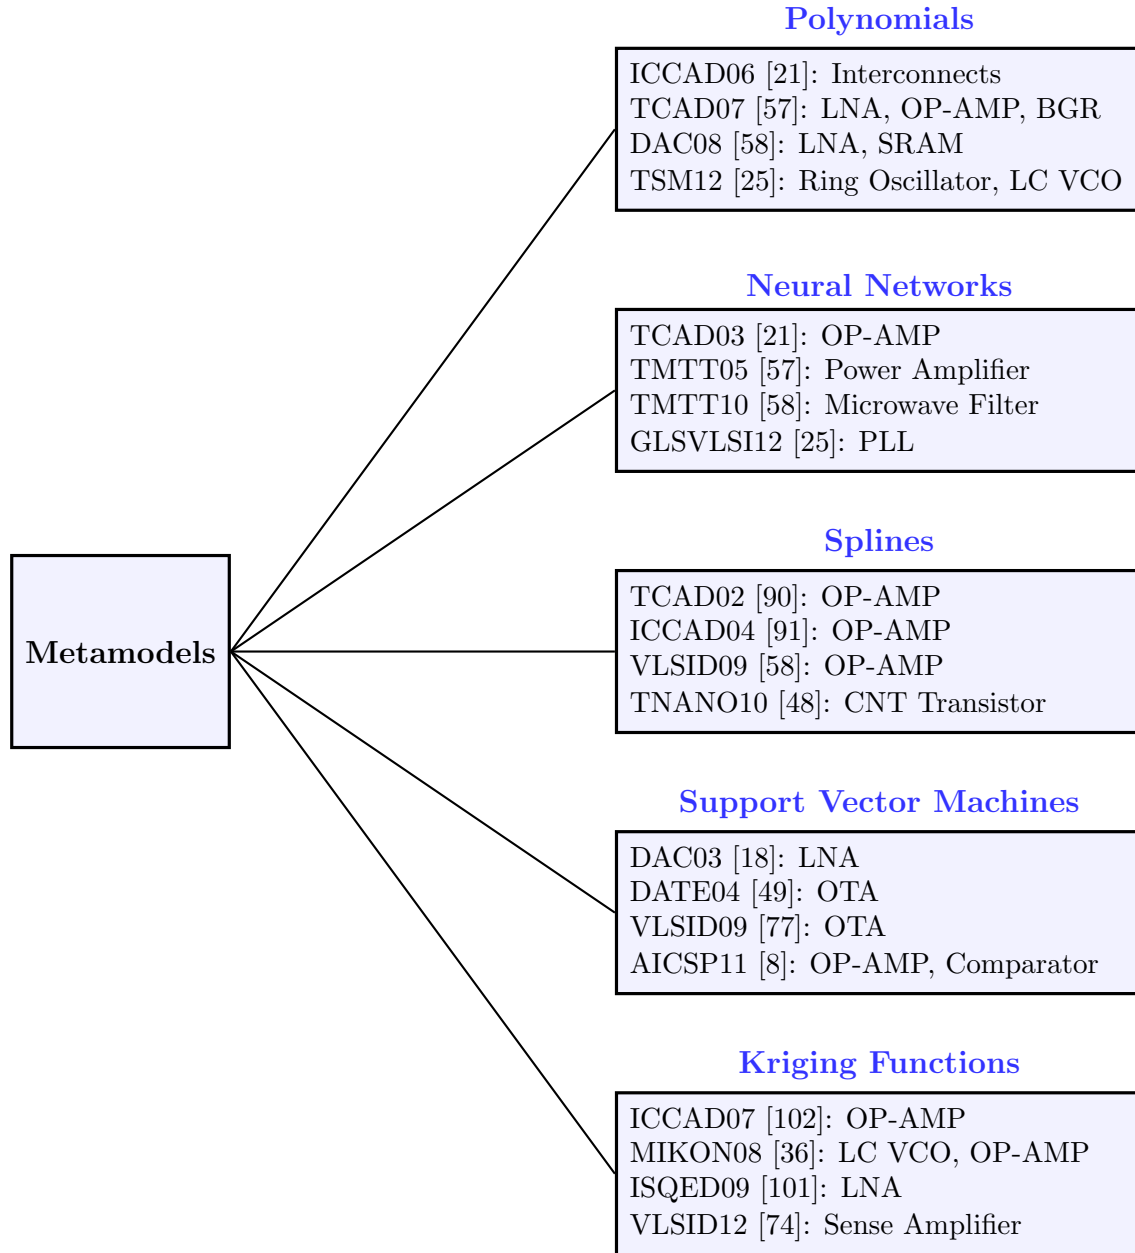 Polynomials
ICCAD06 [21]: Interconnects
TCAD07 [57]: LNA, OP-AMP, BGR
DAC08 [58]: LNA, SRAM
TSM12 [25]: Ring Oscillator, LC VCO
Neural Networks
TCAD03 [21]: OP-AMP
TMTT05 [57]: Power Amplifier
TMTT10 [58]: Microwave Filter
GLSVLSI12 [25]: PLL
Splines
TCAD02 [90]: OP-AMP
ICCAD04 [91]: OP-AMP
VLSID09 [58]: OP-AMP
TNANO10 [48]: CNT Transistor
Metamodels
Support Vector Machines
DAC03 [18]: LNA
DATE04 [49]: OTA
VLSID09 [77]: OTA
AICSP11 [8]: OP-AMP, Comparator
Kriging Functions
ICCAD07 [102]: OP-AMP
MIKON08 [36]: LC VCO, OP-AMP
ISQED09 [101]: LNA
VLSID12 [74]: Sense Amplifier